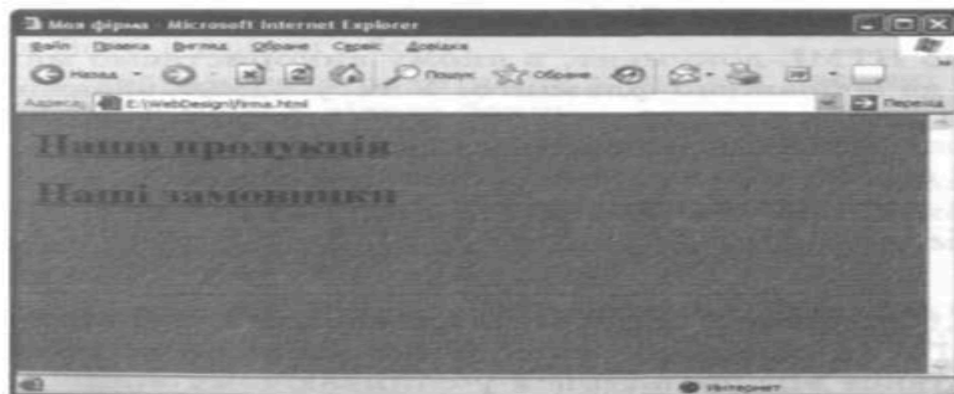 Моя фірма - Microsoft Internet Explorer
Файл Правка Вигляд Обране Сервіс Довідка
Назад Пошук Обране
Адреса: E:\WebDesign\firma.html Перехід
Наша продукція
Наші замовники
Интернет